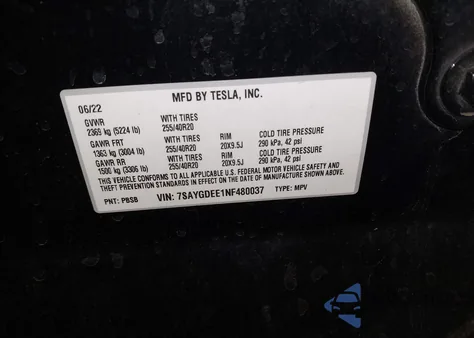 MFD BY TESLA, INC.
06/22
GVWR WITH TIRES
2369 kg (5224 lb) 255/40R20
GAWR FRT WITH TIRES RIM COLD TIRE PRESSURE
1363 kg (3004 lb) 255/40R20 20X9.5J 290 kPa, 42 psi
GAWR RR WITH TIRES RIM COLD TIRE PRESSURE
1500 kg (3306 lb) 255/40R20 20X9.5J 290 kPa, 42 psi
THIS VEHICLE CONFORMS TO ALL APPLICABLE U.S. FEDERAL MOTOR VEHICLE SAFETY AND
THEFT PREVENTION STANDARDS IN EFFECT ON THE DATE OF MANUFACTURE SHOWN ABOVE.
PNT: PBSB VIN: 7SAYGDEE1NF480037 TYPE: MPV